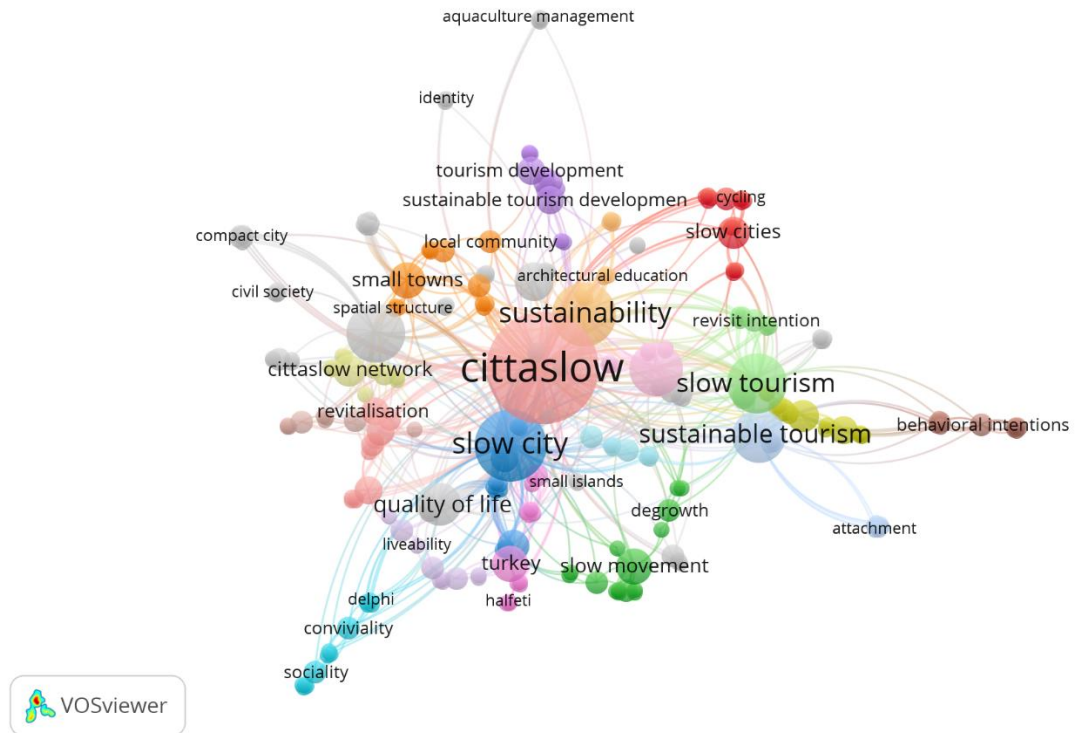 aquaculture management
identity
tourism development
sustainable tourism developmen
cycling
slow cities
compact city
local community
architectural education
small towns
civil society
spatial structure
sustainability
revisit intention
cittaslow
cittaslow network
slow tourism
revitalisation
behavioral intentions
sustainable tourism
slow city
small islands
quality of life
degrowth
attachment
liveability
turkey
slow movement
delphi
halfeti
conviviality
sociality
VOSviewer